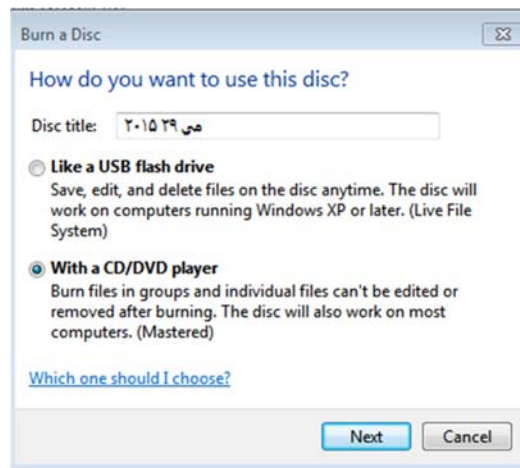 Burn a Disc
How do you want to use this disc?
Disc title: می ۲۹ ۲۰۱۵
Like a USB flash drive
Save, edit, and delete files on the disc anytime. The disc will
work on computers running Windows XP or later. (Live File
System)
With a CD/DVD player
Burn files in groups and individual files can't be edited or
removed after burning. The disc will also work on most
computers. (Mastered)
Which one should I choose?
Next Cancel